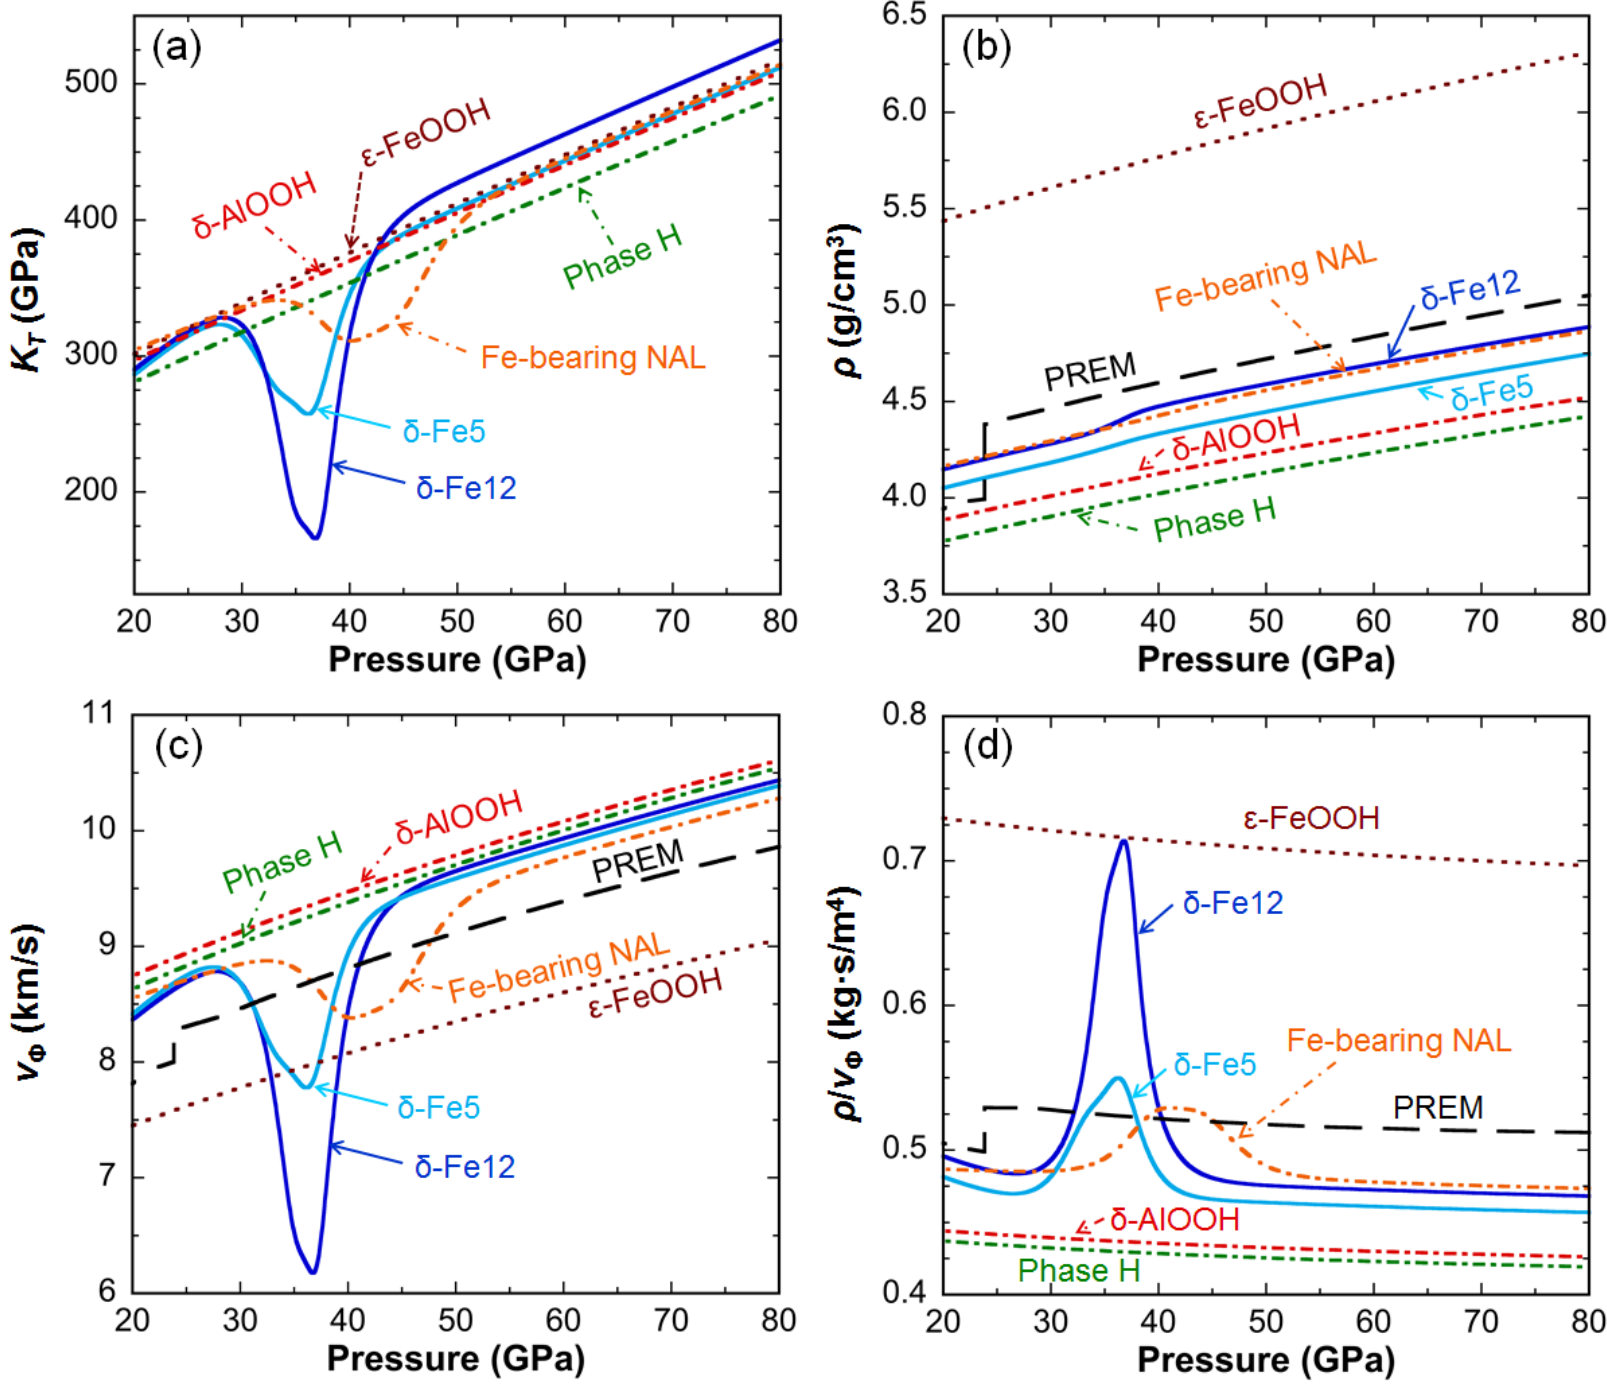 (a)
500
400
300
200
K_T (GPa)
ε-FeOOH
δ-AlOOH
Phase H
Fe-bearing NAL
δ-Fe5
δ-Fe12
20 30 40 50 60 70 80
Pressure (GPa)
(b)
6.5
6.0
5.5
5.0
4.5
4.0
3.5
ρ (g/cm³)
ε-FeOOH
Fe-bearing NAL
δ-Fe12
PREM
δ-Fe5
δ-AlOOH
Phase H
20 30 40 50 60 70 80
Pressure (GPa)
(c)
11
10
9
8
7
6
v_Φ (km/s)
δ-AlOOH
Phase H
PREM
Fe-bearing NAL
ε-FeOOH
δ-Fe5
δ-Fe12
20 30 40 50 60 70 80
Pressure (GPa)
(d)
0.8
0.7
0.6
0.5
0.4
ρ/v_Φ (kg·s/m⁴)
ε-FeOOH
δ-Fe12
Fe-bearing NAL
δ-Fe5
PREM
δ-AlOOH
Phase H
20 30 40 50 60 70 80
Pressure (GPa)